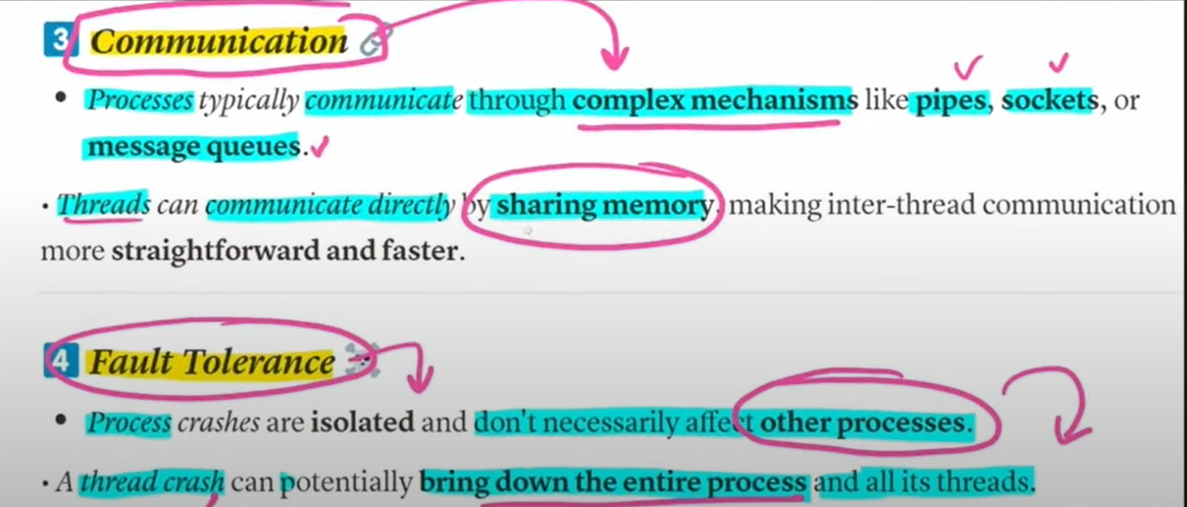 3 Communication
• Processes typically communicate through complex mechanisms like pipes, sockets, or
message queues.
• Threads can communicate directly by sharing memory, making inter-thread communication
more straightforward and faster.
4 Fault Tolerance
• Process crashes are isolated and don't necessarily affect other processes.
• A thread crash can potentially bring down the entire process and all its threads.